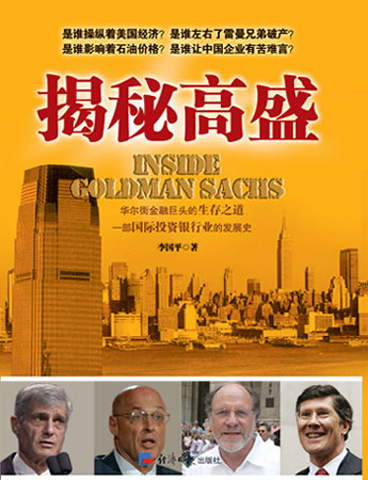 是谁操纵着美国经济？是谁左右了雷曼兄弟破产？
是谁影响着石油价格？是谁让中国企业有苦难言？
揭秘高盛
INSIDE
GOLDMAN SACHS
华尔街金融巨头的生存之道
一部国际投资银行业的发展史
李国平◎著
经济日报出版社